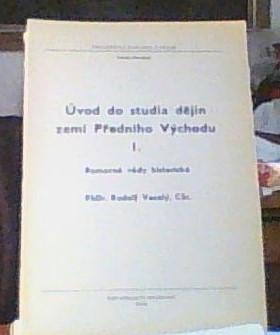 Úvod do studia dějin
zemí Předního Východu
I.
Pomocné vědy historické
PhDr. Rudolf Veselý, CSc.